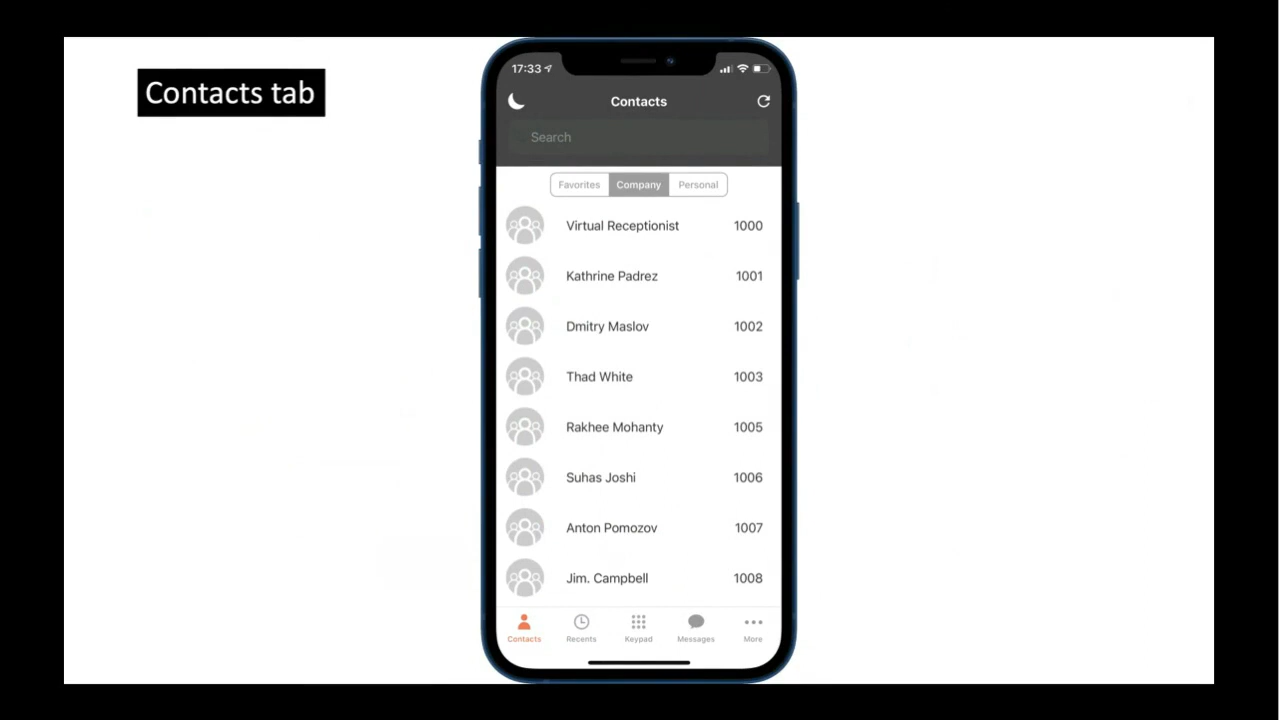 Contacts tab
17:33
Contacts
Search
Favorites Company Personal
Virtual Receptionist 1000
Kathrine Padrez 1001
Dmitry Maslov 1002
Thad White 1003
Rakhee Mohanty 1005
Suhas Joshi 1006
Anton Pomozov 1007
Jim. Campbell 1008
Contacts Recents Keypad Messages More